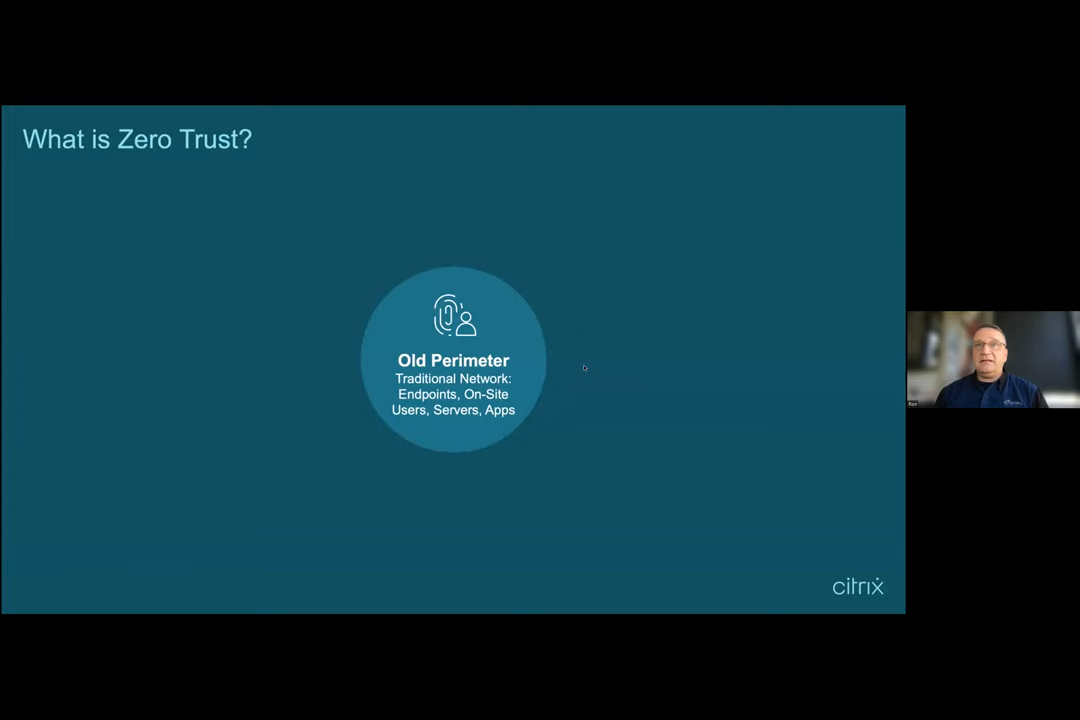 What is Zero Trust?
Old Perimeter
Traditional Network:
Endpoints, On-Site
Users, Servers, Apps
citrix